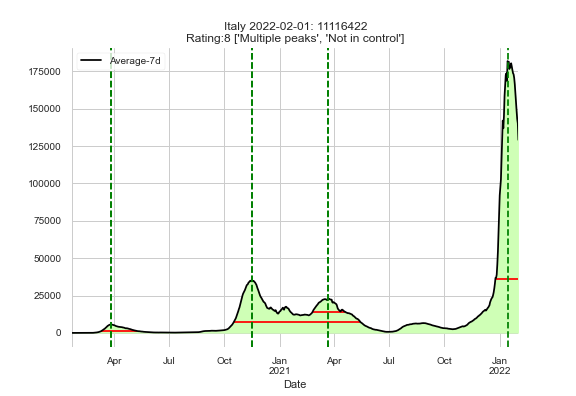 Italy 2022-02-01: 11116422
Rating:8 ['Multiple peaks', 'Not in control']
Average-7d
175000
150000
125000
100000
75000
50000
25000
0
Apr Jul Oct Jan Apr Jul Oct Jan
2021 2022
Date